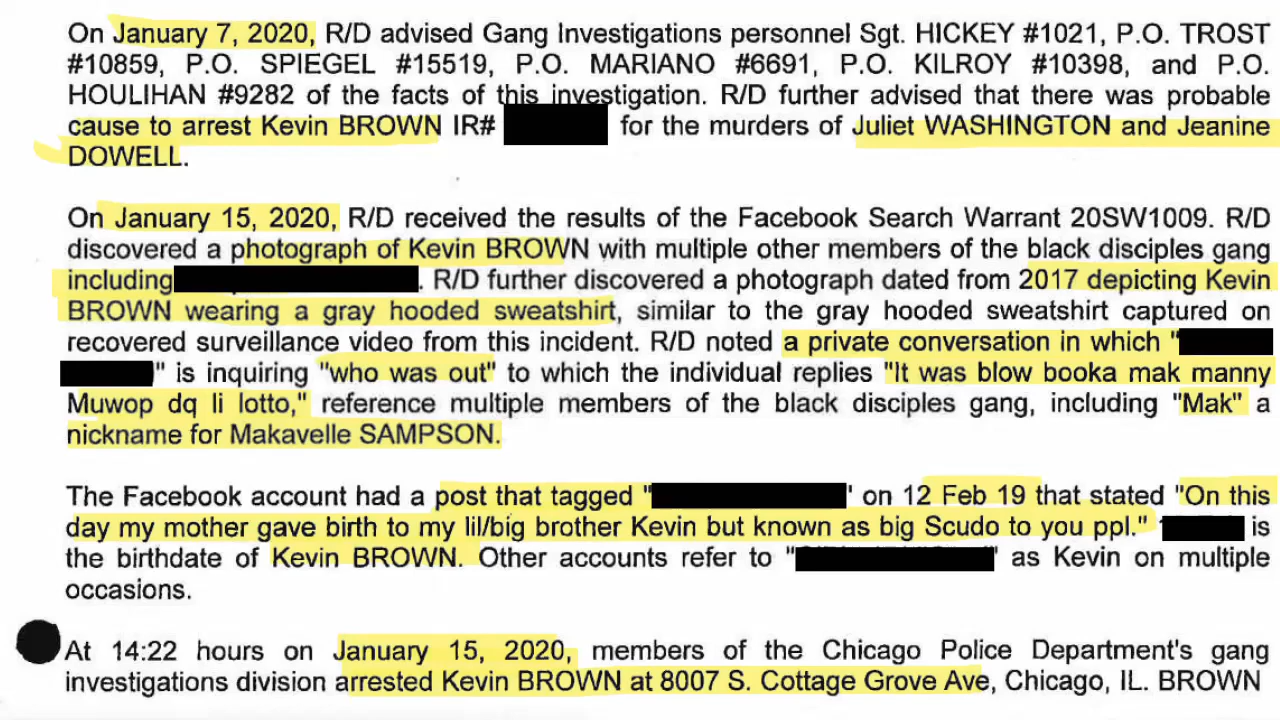 On January 7, 2020, R/D advised Gang Investigations personnel Sgt. HICKEY #1021, P.O. TROST
#10859, P.O. SPIEGEL #15519, P.O. MARIANO #6691, P.O. KILROY #10398, and P.O.
HOULIHAN #9282 of the facts of this investigation. R/D further advised that there was probable
cause to arrest Kevin BROWN IR# for the murders of Juliet WASHINGTON and Jeanine
DOWELL.
On January 15, 2020, R/D received the results of the Facebook Search Warrant 20SW1009. R/D
discovered a photograph of Kevin BROWN with multiple other members of the black disciples gang
including . R/D further discovered a photograph dated from 2017 depicting Kevin
BROWN wearing a gray hooded sweatshirt, similar to the gray hooded sweatshirt captured on
recovered surveillance video from this incident. R/D noted a private conversation in which "
" is inquiring "who was out" to which the individual replies "It was blow booka mak manny
Muwop dq li lotto," reference multiple members of the black disciples gang, including "Mak" a
nickname for Makavelle SAMPSON.
The Facebook account had a post that tagged " " on 12 Feb 19 that stated "On this
day my mother gave birth to my lil/big brother Kevin but known as big Scudo to you ppl." is
the birthdate of Kevin BROWN. Other accounts refer to " " as Kevin on multiple
occasions.
At 14:22 hours on January 15, 2020, members of the Chicago Police Department's gang
investigations division arrested Kevin BROWN at 8007 S. Cottage Grove Ave, Chicago, IL. BROWN